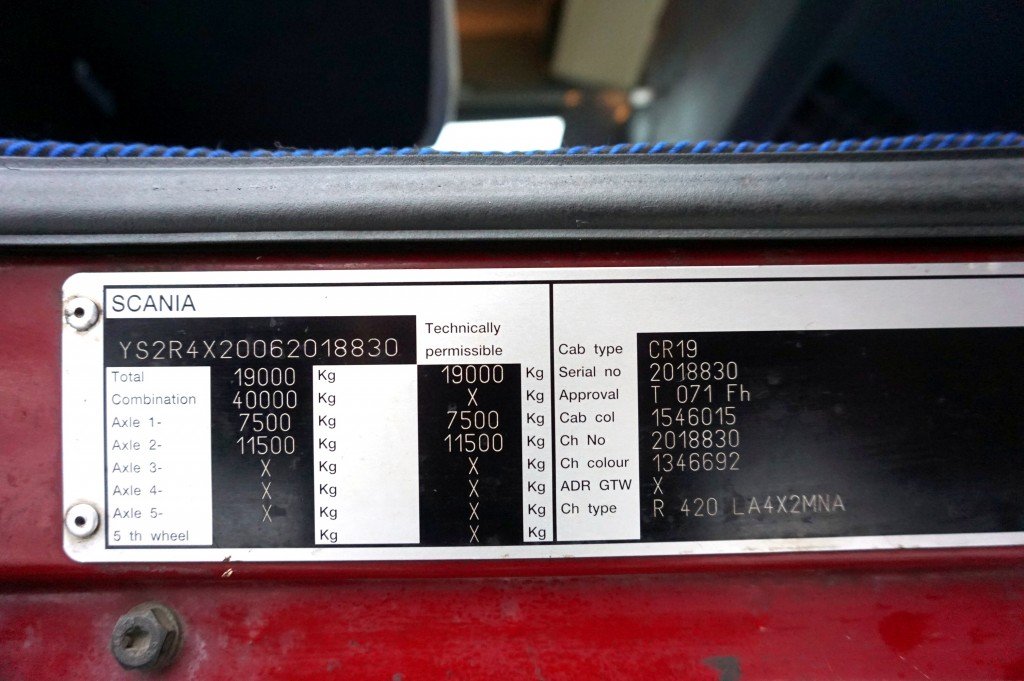 SCANIA
YS2R4X20062018830
Technically
permissible
Total 19000 Kg 19000 Kg
Combination 40000 Kg X Kg
Axle 1- 7500 Kg 7500 Kg
Axle 2- 11500 Kg 11500 Kg
Axle 3- X Kg X Kg
Axle 4- X Kg X Kg
Axle 5- X Kg X Kg
5 th wheel Kg X Kg
Cab type CR19
Serial no 2018830
Approval T 071 Fh
Cab col 1546015
Ch No 2018830
Ch colour 1346692
ADR GTW X
Ch type R 420 LA4X2MNA